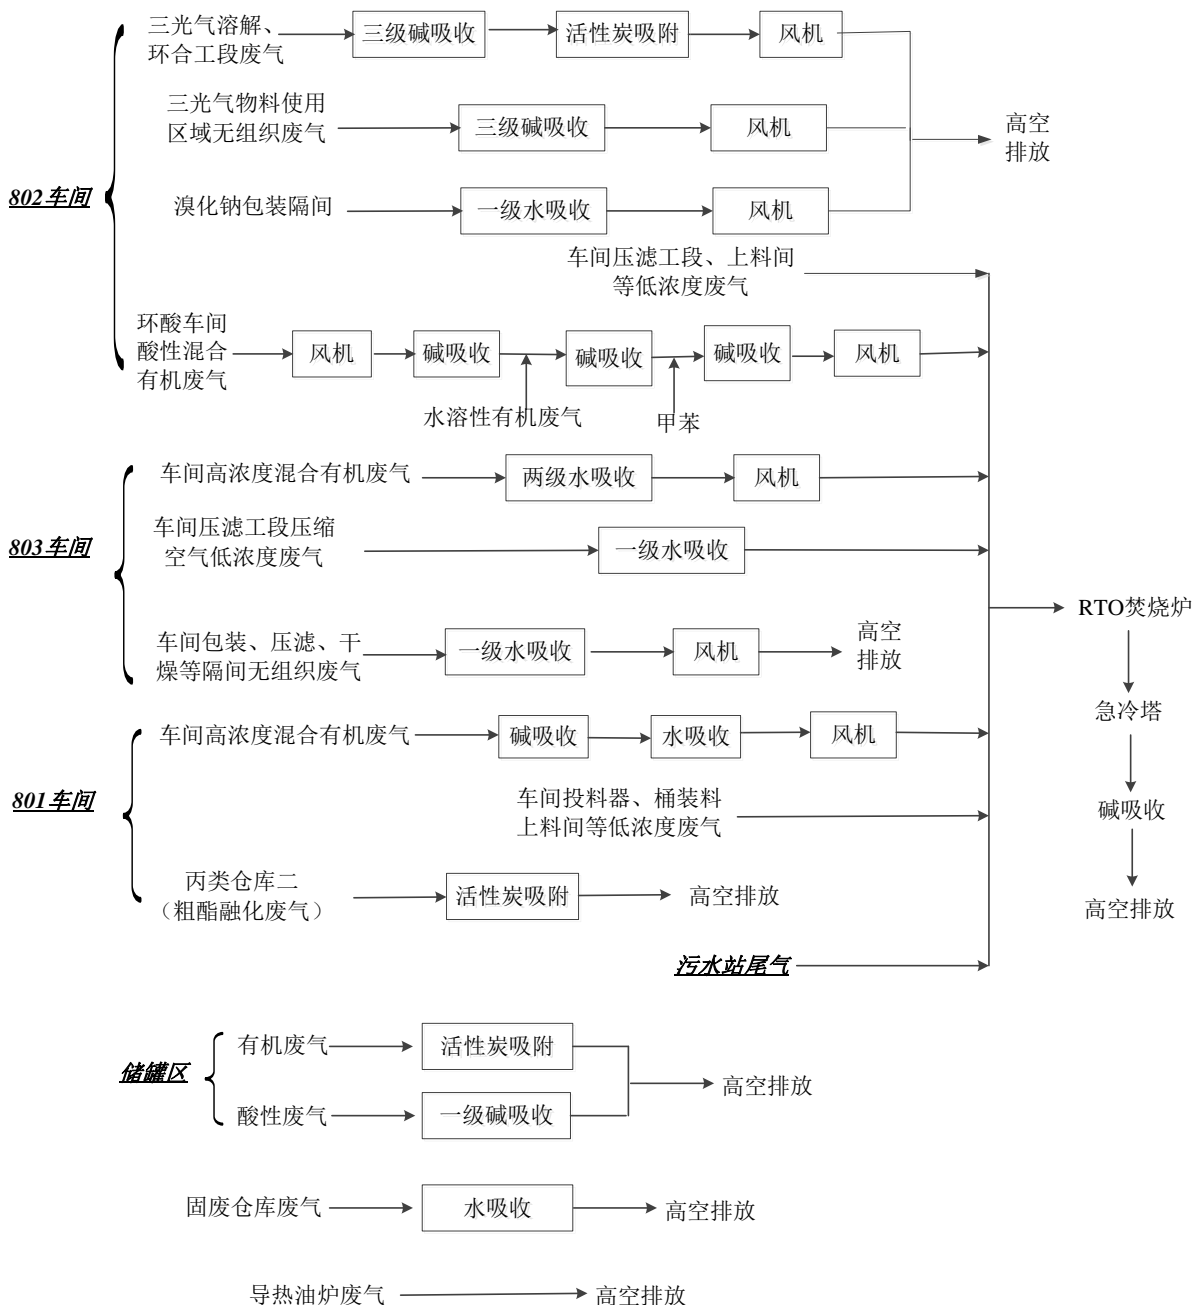 三光气溶解、
环合工段废气
三级碱吸收
活性炭吸附
风机
三光气物料使用
区域无组织废气
三级碱吸收
风机
高空
排放
802车间
溴化钠包装隔间
一级水吸收
风机
车间压滤工段、上料间
等低浓度废气
环酸车间
酸性混合
有机废气
风机
碱吸收
碱吸收
碱吸收
风机
水溶性有机废气
甲苯
车间高浓度混合有机废气
两级水吸收
风机
803车间
车间压滤工段压缩
空气低浓度废气
一级水吸收
RTO焚烧炉
车间包装、压滤、干
燥等隔间无组织废气
一级水吸收
风机
高空
排放
急冷塔
车间高浓度混合有机废气
碱吸收
水吸收
风机
801车间
车间投料器、桶装料
上料间等低浓度废气
碱吸收
丙类仓库二
（粗酯融化废气）
活性炭吸附
高空排放
高空排放
污水站尾气
储罐区
有机废气
活性炭吸附
高空排放
酸性废气
一级碱吸收
固废仓库废气
水吸收
高空排放
导热油炉废气
高空排放